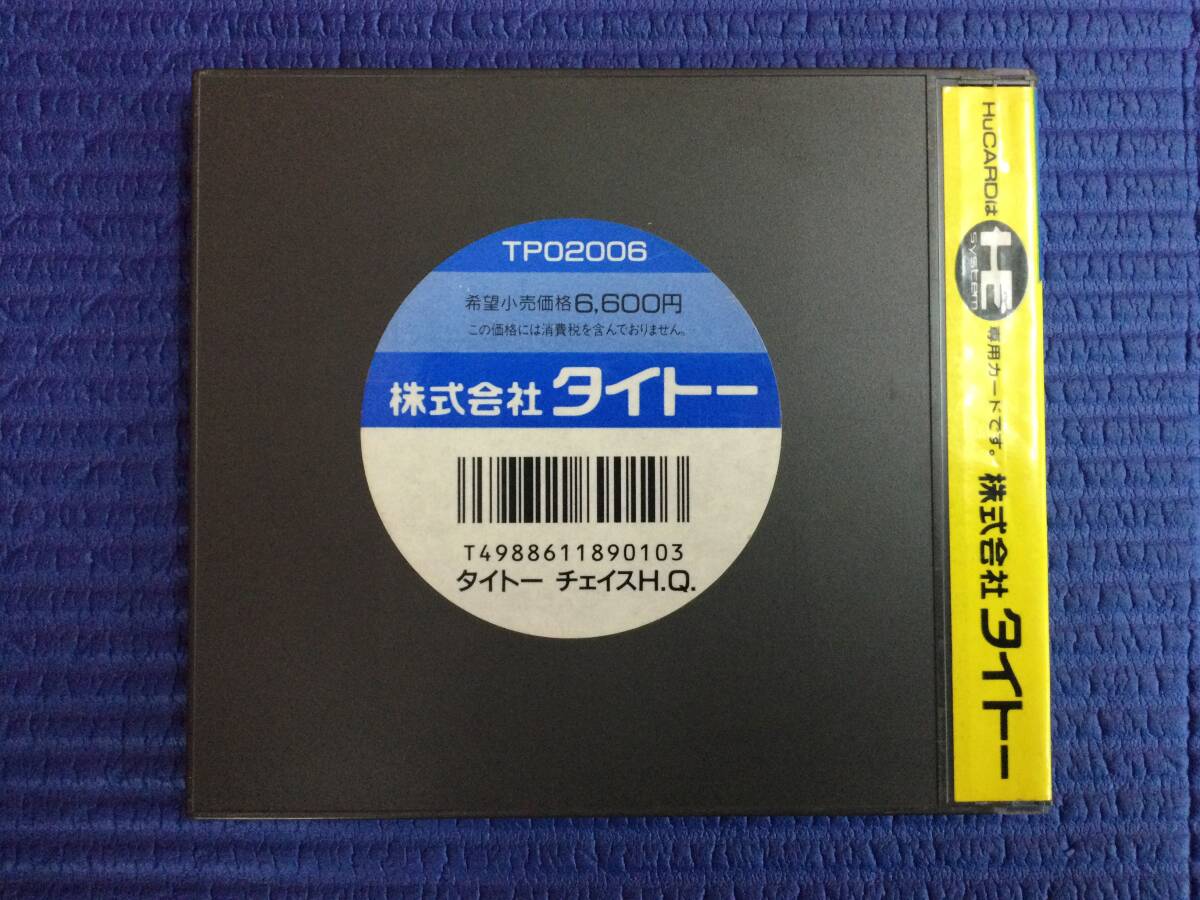 TP02006
希望小売価格6,600円
この価格には消費税を含んでおりません。
株式会社 タイトー
T4988611890103
タイトー チェイスH.Q.
HuCARDは HE system 専用カードです。 株式会社 タイトー